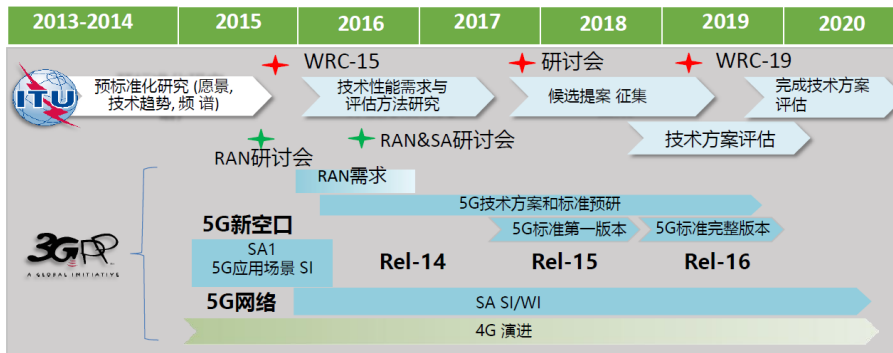 2013-2014 2015 2016 2017 2018 2019 2020
WRC-15 研讨会 WRC-19
ITU
预标准化研究 (愿景,
技术趋势, 频 谱)
技术性能需求与
评估方法研究
候选提案 征集
完成技术方案
评估
技术方案评估
RAN研讨会
RAN&SA研讨会
RAN需求
5G技术方案和标准预研
5G新空口
5G标准第一版本
5G标准完整版本
3GPP
A GLOBAL INITIATIVE
SA1
5G应用场景 SI
Rel-14 Rel-15 Rel-16
5G网络
SA SI/WI
4G 演进